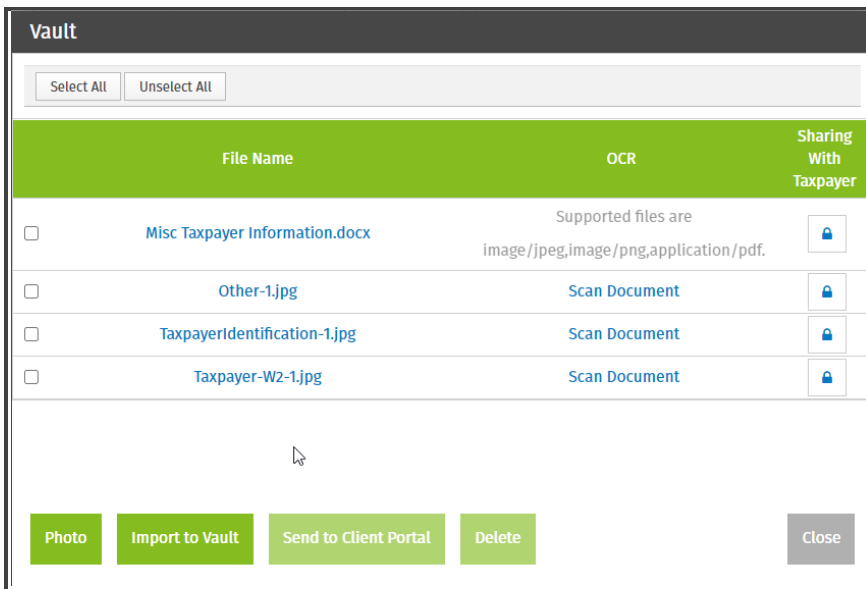 Vault
Select All Unselect All
File Name OCR Sharing With Taxpayer
Misc Taxpayer Information.docx Supported files are
image/jpeg,image/png,application/pdf.
Other-1.jpg Scan Document
TaxpayerIdentification-1.jpg Scan Document
Taxpayer-W2-1.jpg Scan Document
Photo Import to Vault Send to Client Portal Delete Close